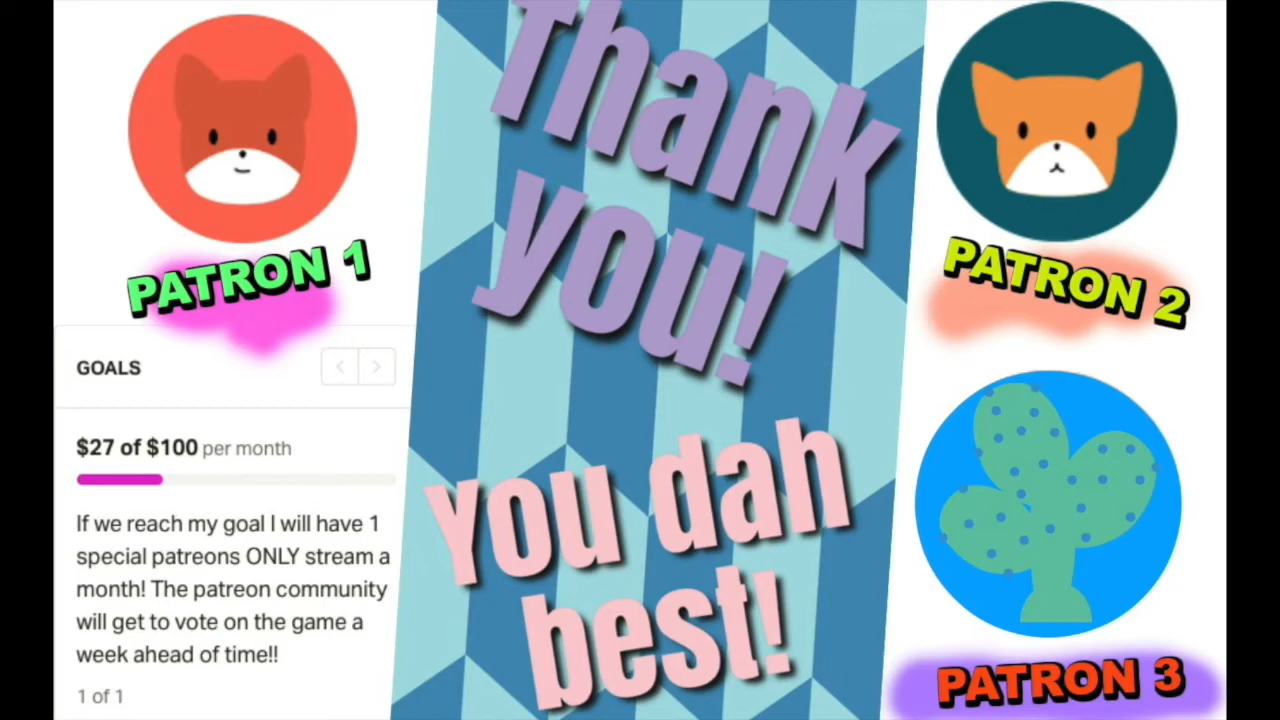 PATRON 1
GOALS
$27 of $100 per month
If we reach my goal I will have 1
special patreons ONLY stream a
month! The patreon community
will get to vote on the game a
week ahead of time!!
1 of 1
Thank
you!
You dah
best!
PATRON 2
PATRON 3